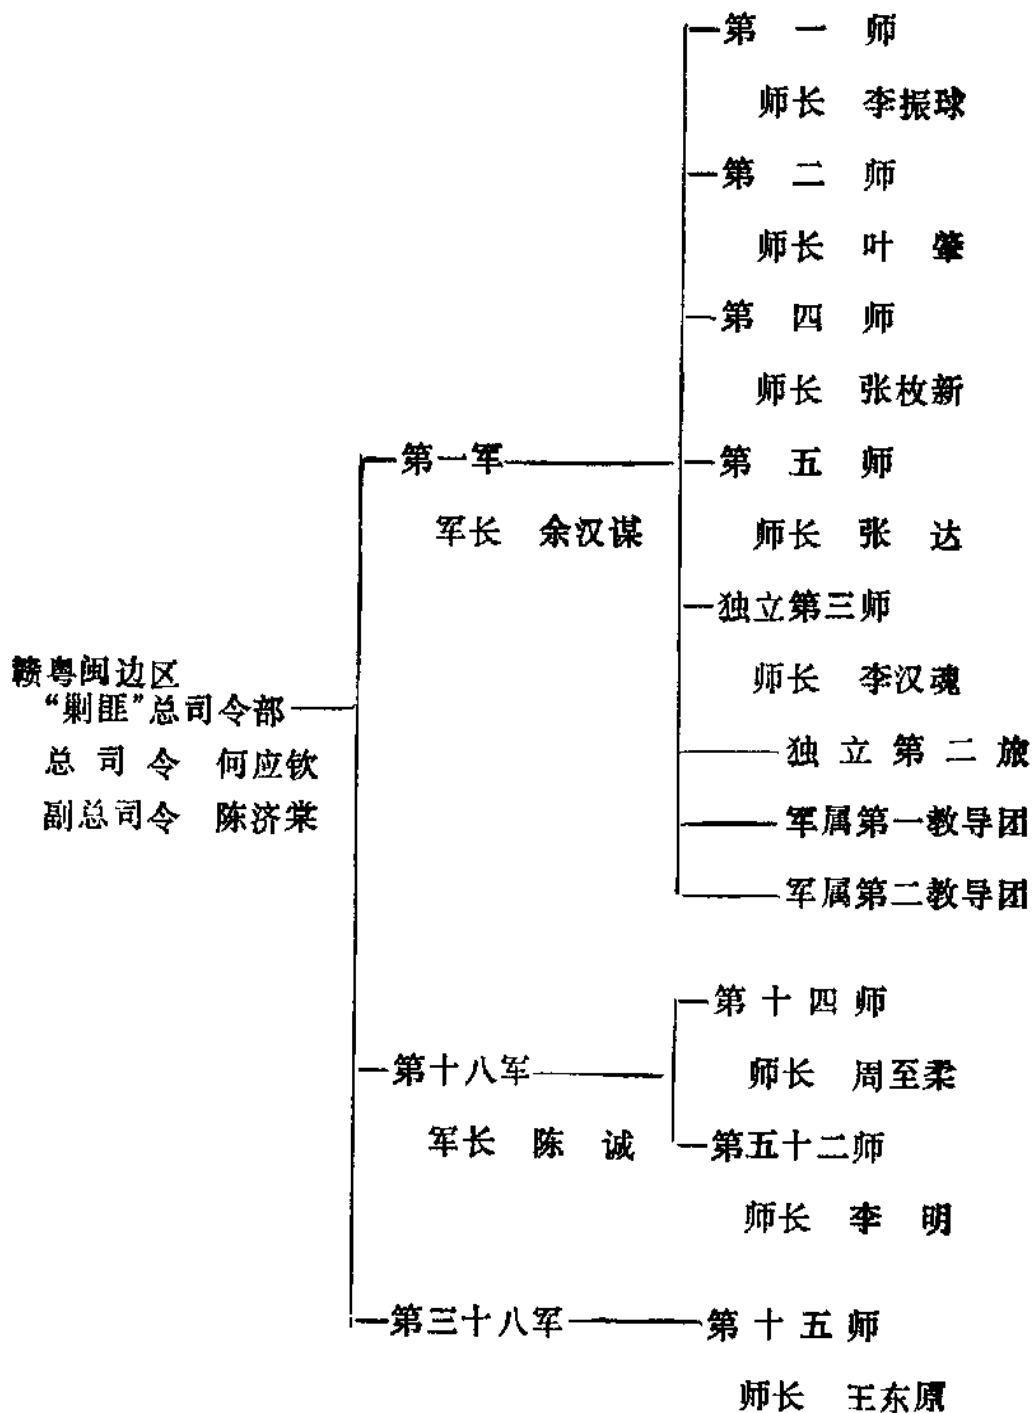 第一师
师长 李振球
第二师
师长 叶肇
第四师
师长 张枚新
第一军
第五师
军长 余汉谋
师长 张达
独立第三师
师长 李汉魂
赣粤闽边区
“剿匪”总司令部
总司令 何应钦
副总司令 陈济棠
独立第二旅
军属第一教导团
军属第二教导团
第十四师
第十八军
师长 周至柔
军长 陈诚
第五十二师
师长 李明
第三十八军
第十五师
师长 王东原